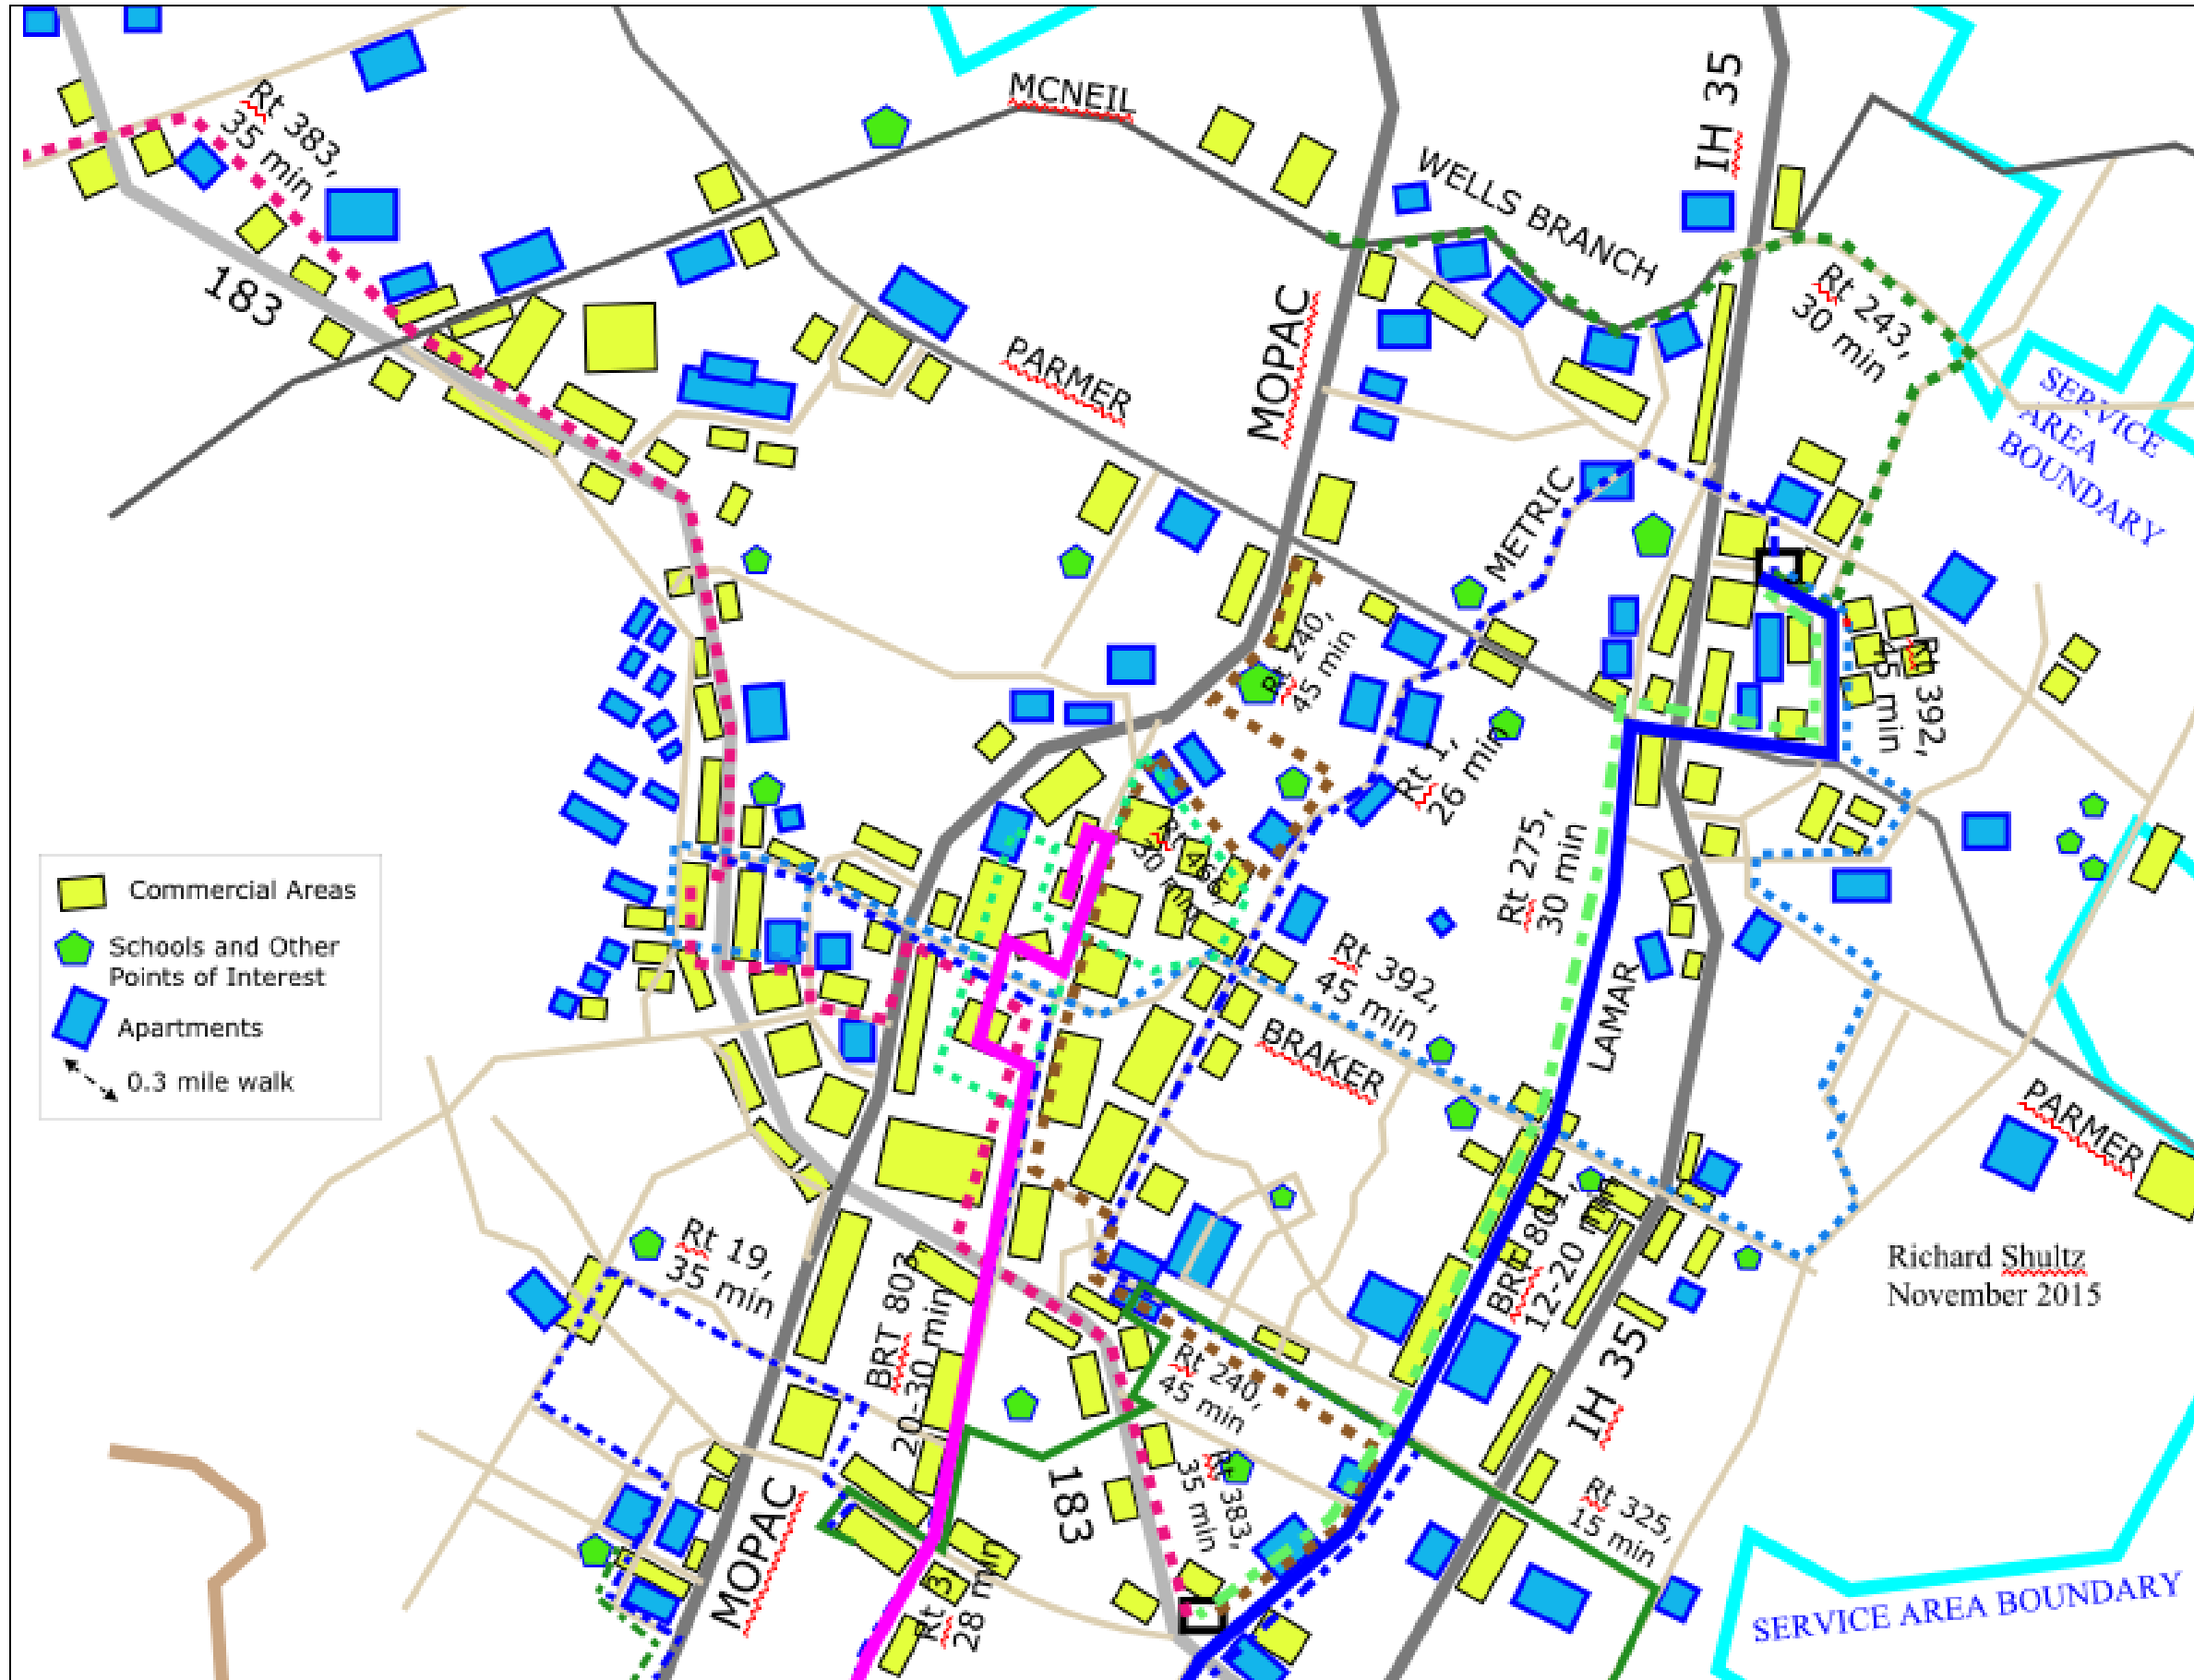 MCNEIL
IH 35
Rt 383,
35 min
WELLS BRANCH
183
Rt 243,
30 min
MOPAC
PARMER
SERVICE
AREA
BOUNDARY
METRIC
Rt 240,
45 min
Rt 392,
45 min
Rt 1,
26 min
Rt 275,
30 min
Rt 466,
30 min
Commercial Areas
Schools and Other
Points of Interest
Apartments
0.3 mile walk
Rt 392,
45 min
LAMAR
BRAKER
PARMER
Rt 19,
35 min
BRT 803,
20-30 min
BRT 801,
12-20 min
Richard Shultz
November 2015
IH 35
Rt 240,
45 min
183
Rt 383,
35 min
Rt 325,
15 min
MOPAC
Rt 3,
28 min
SERVICE AREA BOUNDARY